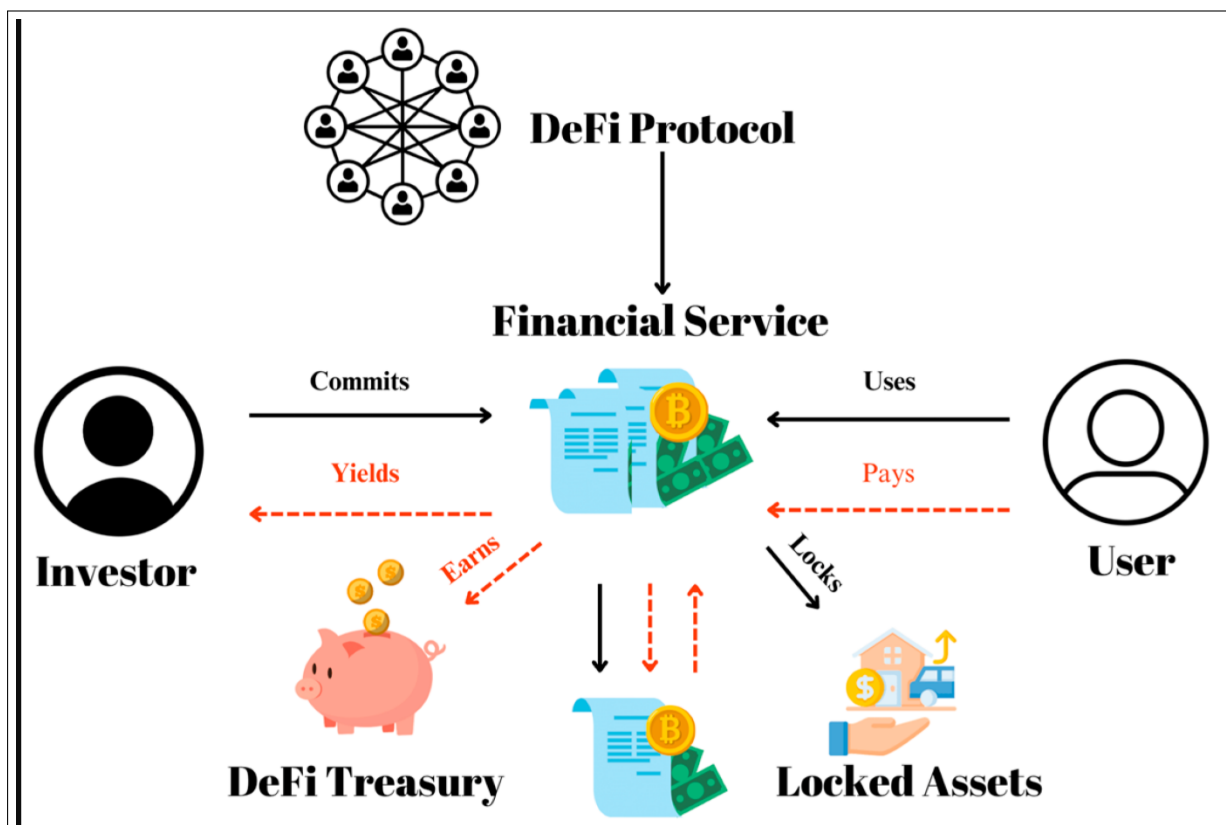 DeFi Protocol
Financial Service
Commits
Uses
Yields
Pays
Earns
Locks
Investor
User
DeFi Treasury
Locked Assets